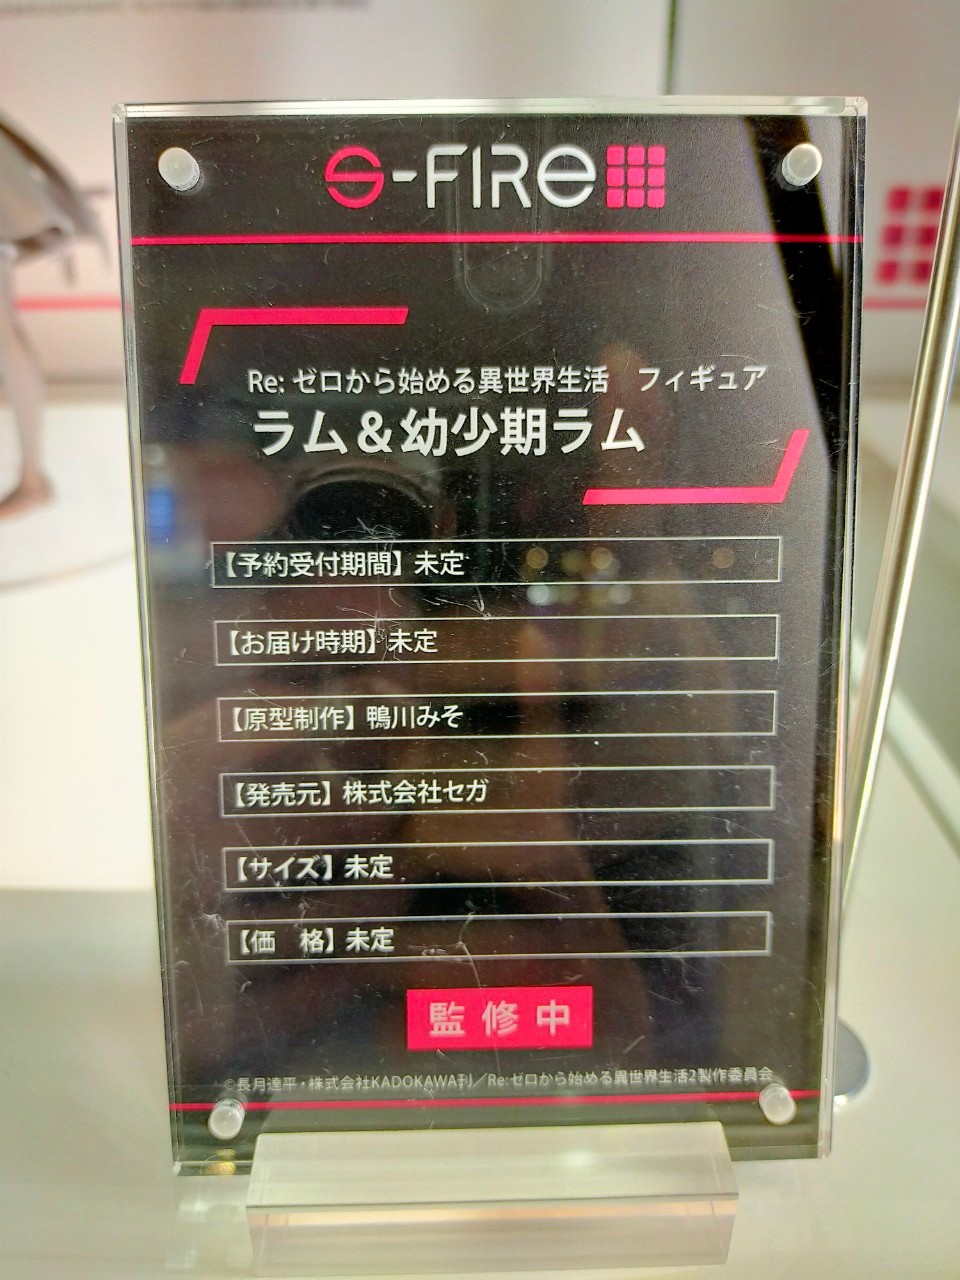 S-FIRE
Re: ゼロから始める異世界生活　フィギュア
ラム＆幼少期ラム
【予約受付期間】未定
【お届け時期】未定
【原型制作】鴨川みそ
【発売元】株式会社セガ
【サイズ】未定
【価　格】未定
監修中
©長月達平・株式会社KADOKAWA刊／Re:ゼロから始める異世界生活2製作委員会